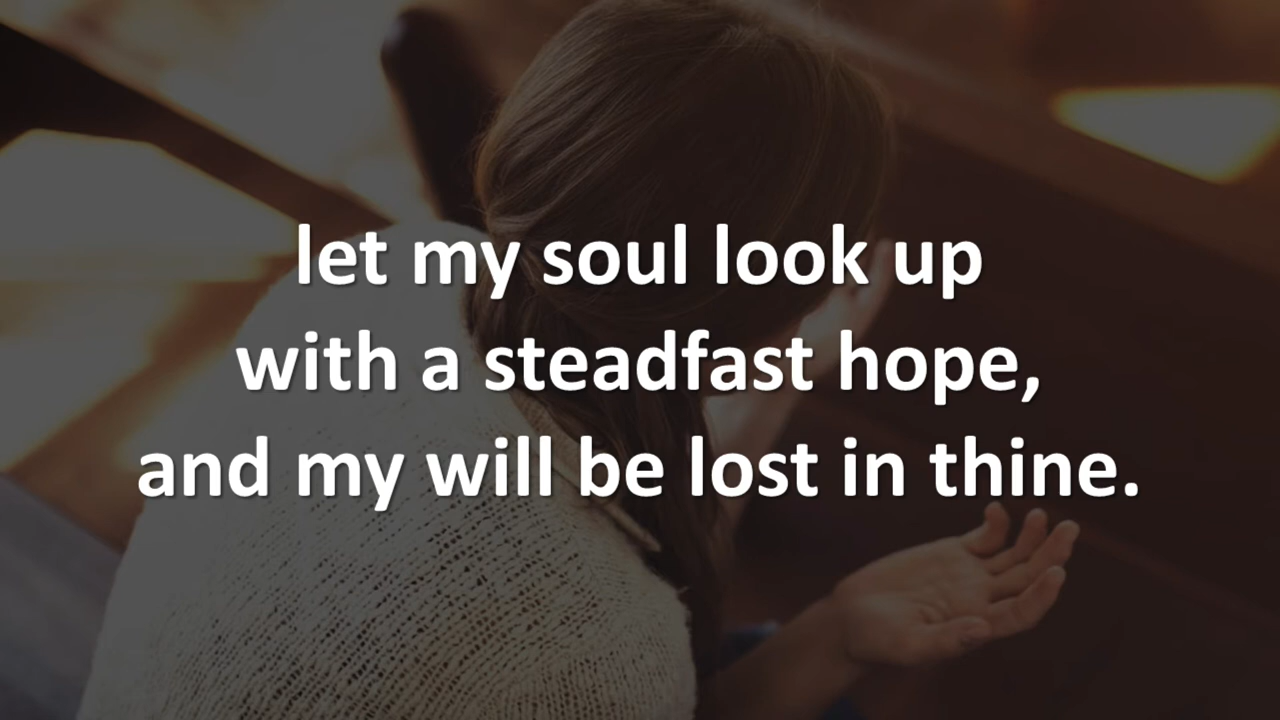 let my soul look up
with a steadfast hope,
and my will be lost in thine.